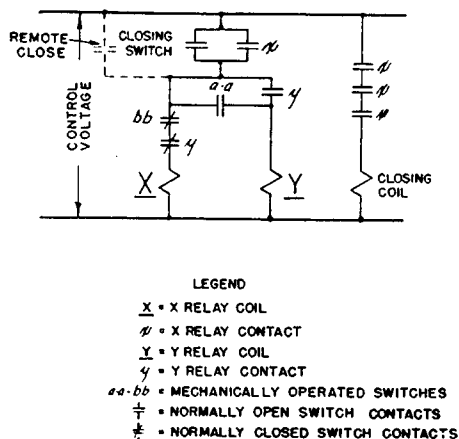 REMOTE
CLOSE
CLOSING
SWITCH
x
CONTROL
VOLTAGE
a-a
y
bb
y
x
x
x
X
Y
CLOSING
COIL
LEGEND
X = X RELAY COIL
x = X RELAY CONTACT
Y = Y RELAY COIL
y = Y RELAY CONTACT
a-a-bb = MECHANICALLY OPERATED SWITCHES
= NORMALLY OPEN SWITCH CONTACTS
= NORMALLY CLOSED SWITCH CONTACTS